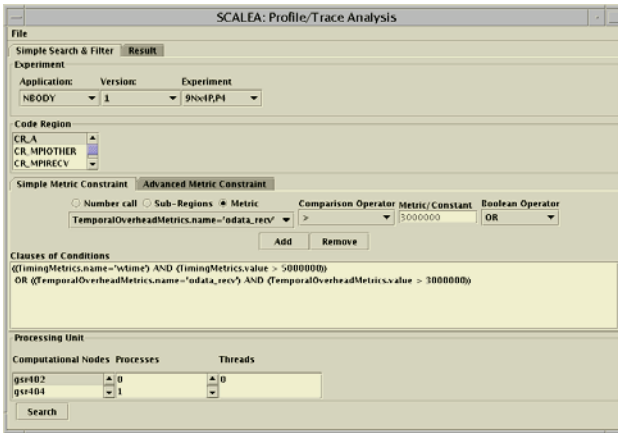 SCALEA: Profile/Trace Analysis
File
Simple Search & Filter Result
Experiment
Application: Version: Experiment
NBODY 1 9Nx4P,P4
Code Region
CR_A
CR_MPIOTHER
CR_MPIRECV
Simple Metric Constraint Advanced Metric Constraint
Number call Sub-Regions Metric Comparison Operator Metric/Constant Boolean Operator
TemporalOverheadMetrics.name='odata_recv' > 3000000 OR
Add Remove
Clauses of Conditions
((TimingMetrics.name='wtime') AND (TimingMetrics.value > 5000000))
OR ((TemporalOverheadMetrics.name='odata_recv') AND (TemporalOverheadMetrics.value > 3000000))
Processing Unit
Computational Nodes Processes Threads
gsr402 0 0
gsr404 1
Search